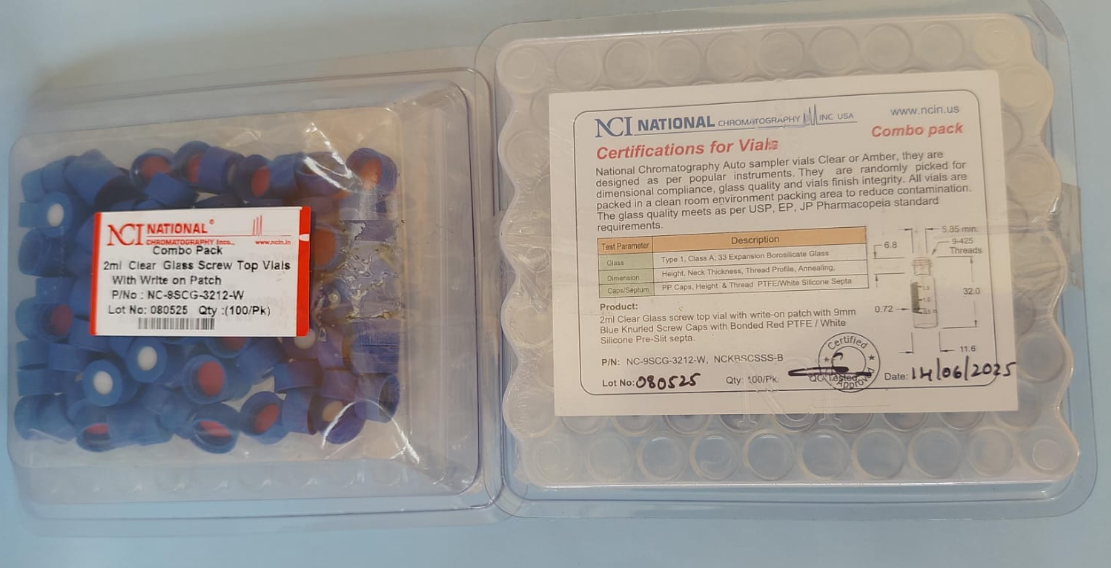 NCI NATIONAL®
CHROMATOGRAPHY Inc., www.ncin.in
Combo Pack
2ml Clear Glass Screw Top Vials
With Write on Patch
P/No : NC-9SCG-3212-W
Lot No: 080525 Qty :(100/Pk)
NCI NATIONAL CHROMATOGRAPHY INC. USA
www.ncin.us
Combo pack
Certifications for Vials
National Chromatography Auto sampler vials Clear or Amber, they are
designed as per popular instruments. They are randomly picked for
dimensional compliance, glass quality and vials finish integrity. All vials are
packed in a clean room environment packing area to reduce contamination.
The glass quality meets as per USP, EP, JP Pharmacopeia standard
requirements.
Test Parameter Description
Glass Type 1, Class A, 33 Expansion Borosilicate Glass
Dimension Height, Neck Thickness, Thread Profile, Annealing,
Caps/Septum PP Caps, Height & Thread PTFE/White Silicone Septa
6.8
5.85 min.
9-425
Threads
32.0
0.72
11.6
Product:
2ml Clear Glass screw top vial with write-on patch with 9mm
Blue Knurled Screw Caps with Bonded Red PTFE / White
Silicone Pre-Slit septa.
P/N: NC-9SCG-3212-W, NCKBSCSSS-B
Lot No: 080525 Qty: 100/Pk.
Certified
Approved
Date: 14/06/2025